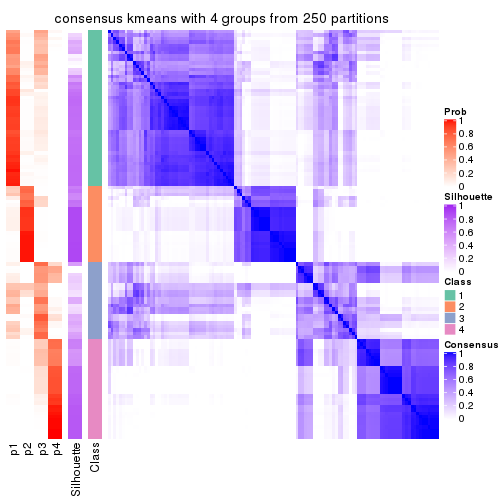 consensus kmeans with 4 groups from 250 partitions
Prob
1
0.8
0.6
0.4
0.2
0
Silhouette
1
0.8
0.6
0.4
0.2
0
Class
1
2
3
4
Consensus
1
0.8
0.6
0.4
0.2
0
p1
p2
p3
p4
Silhouette
Class